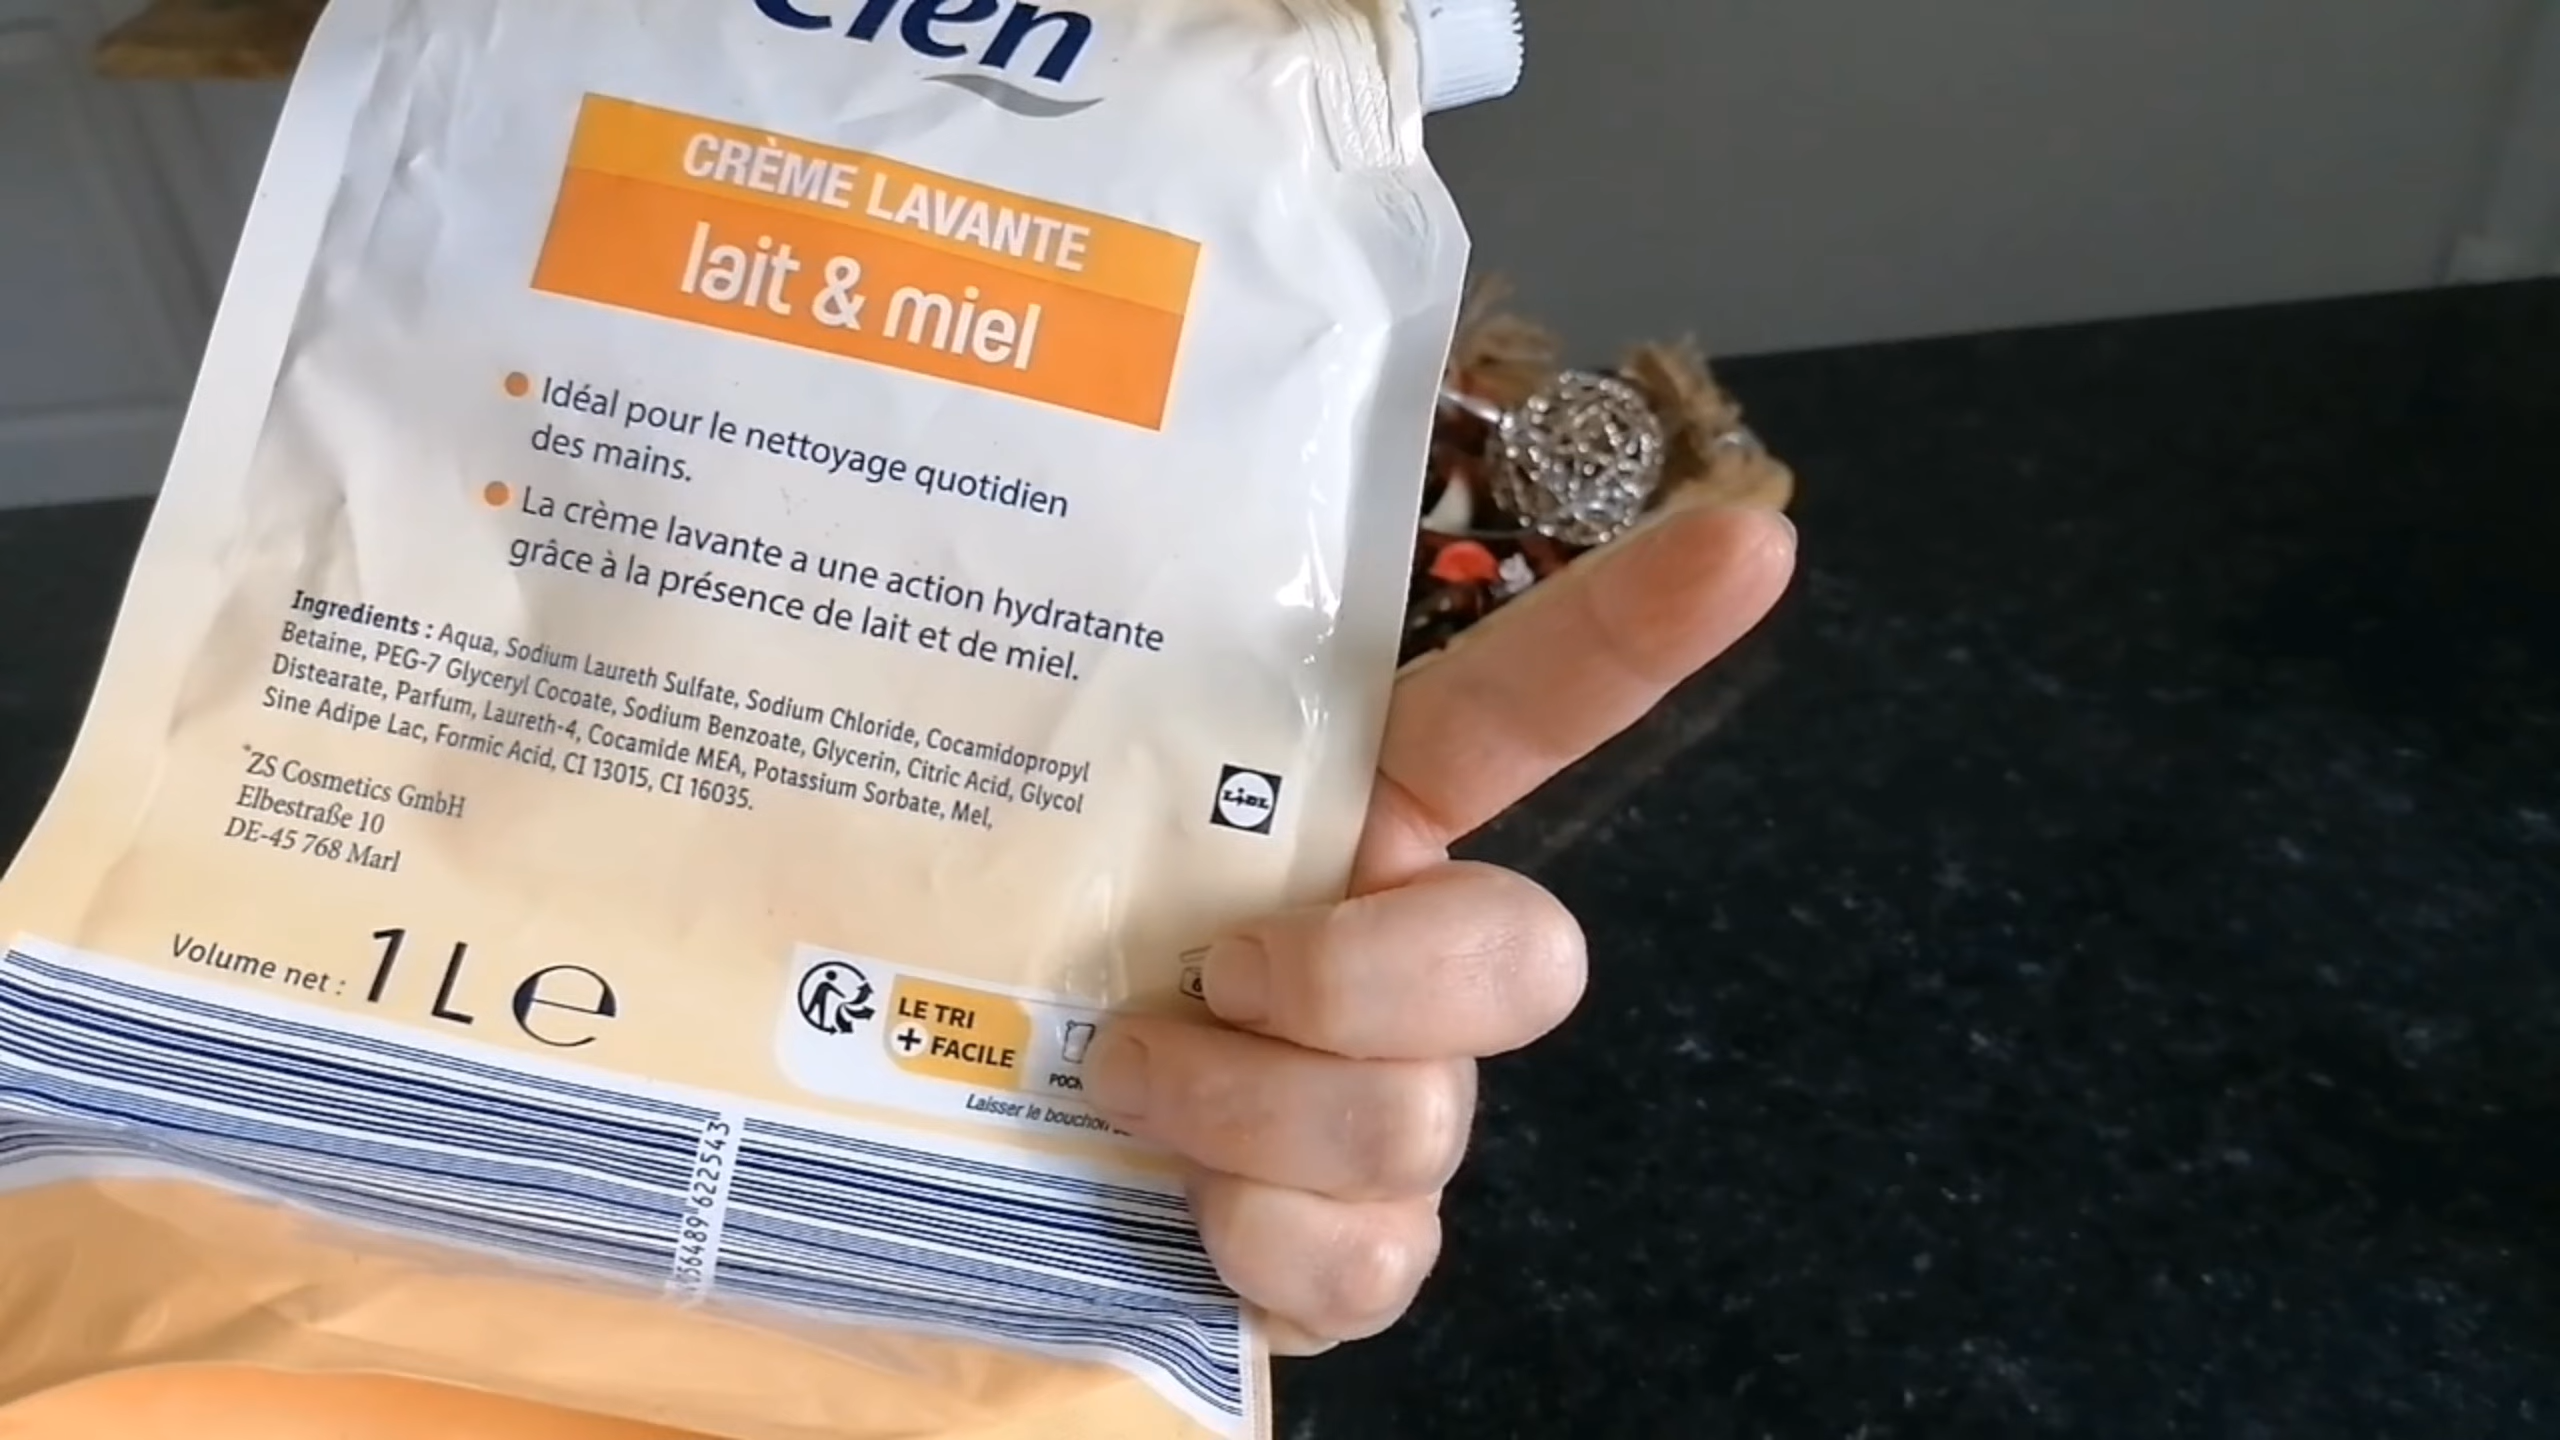 Cien
CRÈME LAVANTE
lait & miel
Idéal pour le nettoyage quotidien
des mains.
La crème lavante a une action hydratante
grâce à la présence de lait et de miel.
Ingredients : Aqua, Sodium Laureth Sulfate, Sodium Chloride, Cocamidopropyl
Betaine, PEG-7 Glyceryl Cocoate, Sodium Benzoate, Glycerin, Citric Acid, Glycol
Distearate, Parfum, Laureth-4, Cocamide MEA, Potassium Sorbate, Mel,
Sine Adipe Lac, Formic Acid, CI 13015, CI 16035.
*ZS Cosmetics GmbH
Elbestraße 10
DE-45 768 Marl
LIDL
Volume net : 1 L e
LE TRI
+ FACILE
Laisser le bouchon
56489 622543